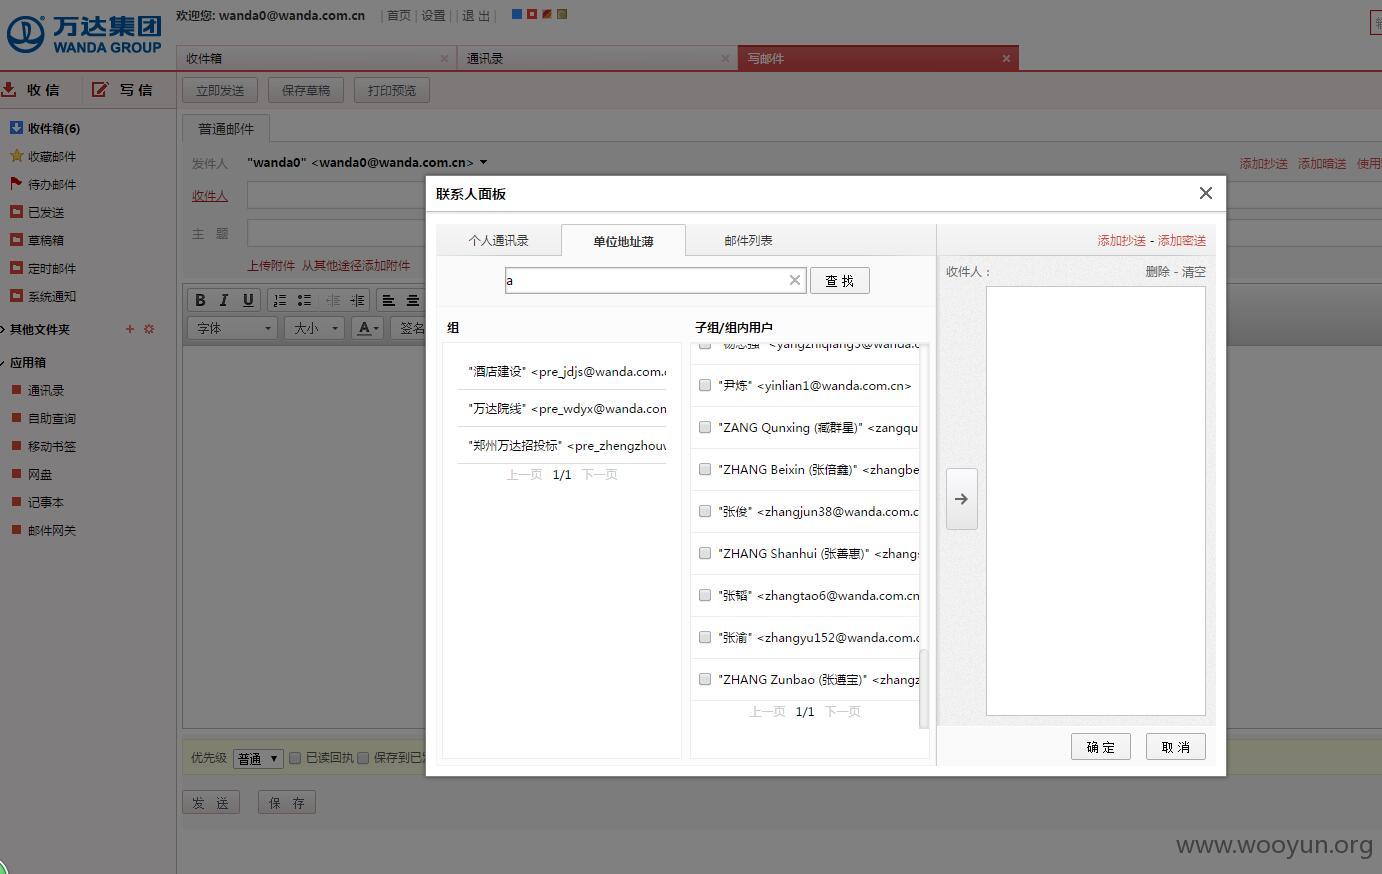 万达集团
WANDA GROUP
欢迎您: wanda0@wanda.com.cn | 首页 | 设置 | | 退 出 |
收件箱 × 通讯录 × 写邮件 ×
收 信 写 信
立即发送 保存草稿 打印预览
收件箱(6)
收藏邮件
待办邮件
已发送
草稿箱
定时邮件
系统通知
其他文件夹 +
应用箱
通讯录
自助查询
移动书签
网盘
记事本
邮件网关
普通邮件
发件人 "wanda0" <wanda0@wanda.com.cn>
添加抄送 添加暗送 使用
收件人
主 题
上传附件 从其他途径添加附件
B I U
字体 大小 A 签名
联系人面板
个人通讯录 单位地址薄 邮件列表
添加抄送 - 添加密送
a 查 找
收件人： 删除 - 清空
组
"酒店建设" <pre_jdjs@wanda.com.c
"万达院线" <pre_wdyx@wanda.com
"郑州万达招投标" <pre_zhengzhouw
上一页 1/1 下一页
子组/组内用户
"杨志强" <yangzhiqiang5@wanda.c
"尹炼" <yinlian1@wanda.com.cn>
"ZANG Qunxing (臧群星)" <zangqu
"ZHANG Beixin (张倍鑫)" <zhangbe
"张俊" <zhangjun38@wanda.com.c
"ZHANG Shanhui (张善惠)" <zhangs
"张韬" <zhangtao6@wanda.com.cn
"张渝" <zhangyu152@wanda.com.c
"ZHANG Zunbao (张遵宝)" <zhangz
上一页 1/1 下一页
确 定 取 消
优先级 普通 已读回执 保存到已发
发 送 保 存
www.wooyun.org